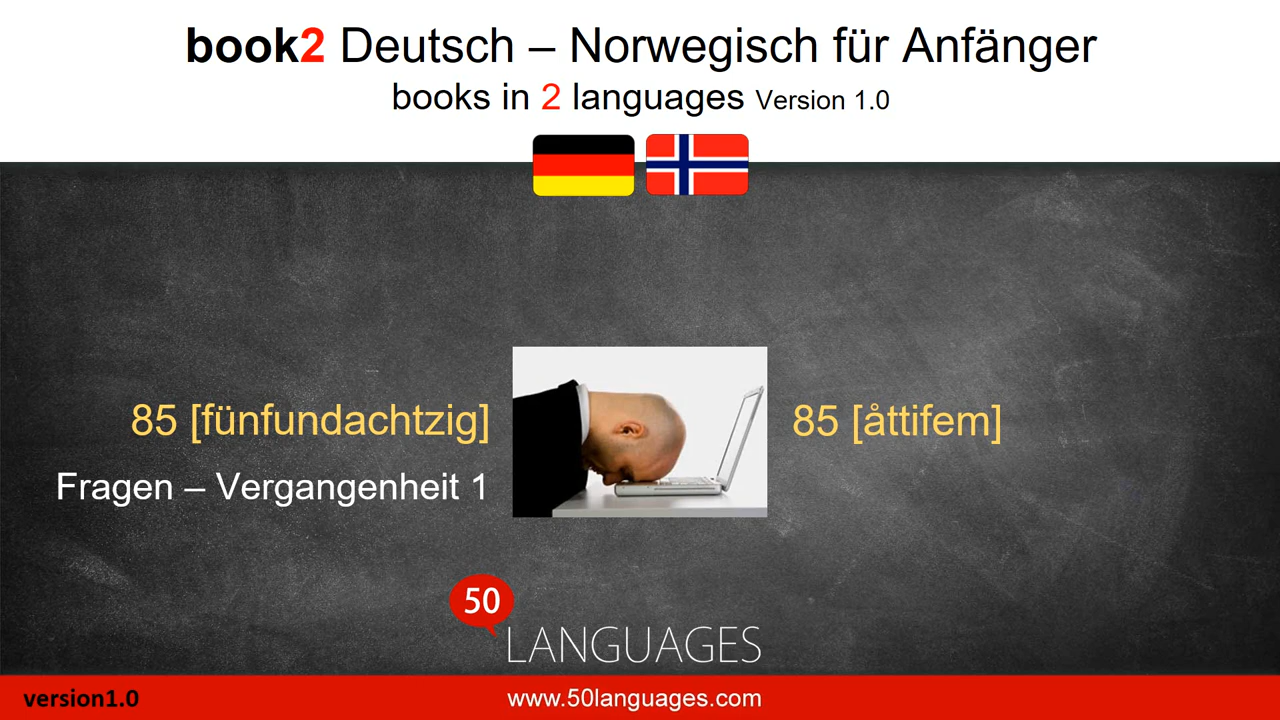 book2 Deutsch – Norwegisch für Anfänger
books in 2 languages Version 1.0
85 [fünfundachtzig]
85 [åttifem]
Fragen – Vergangenheit 1
50
LANGUAGES
version1.0
www.50languages.com